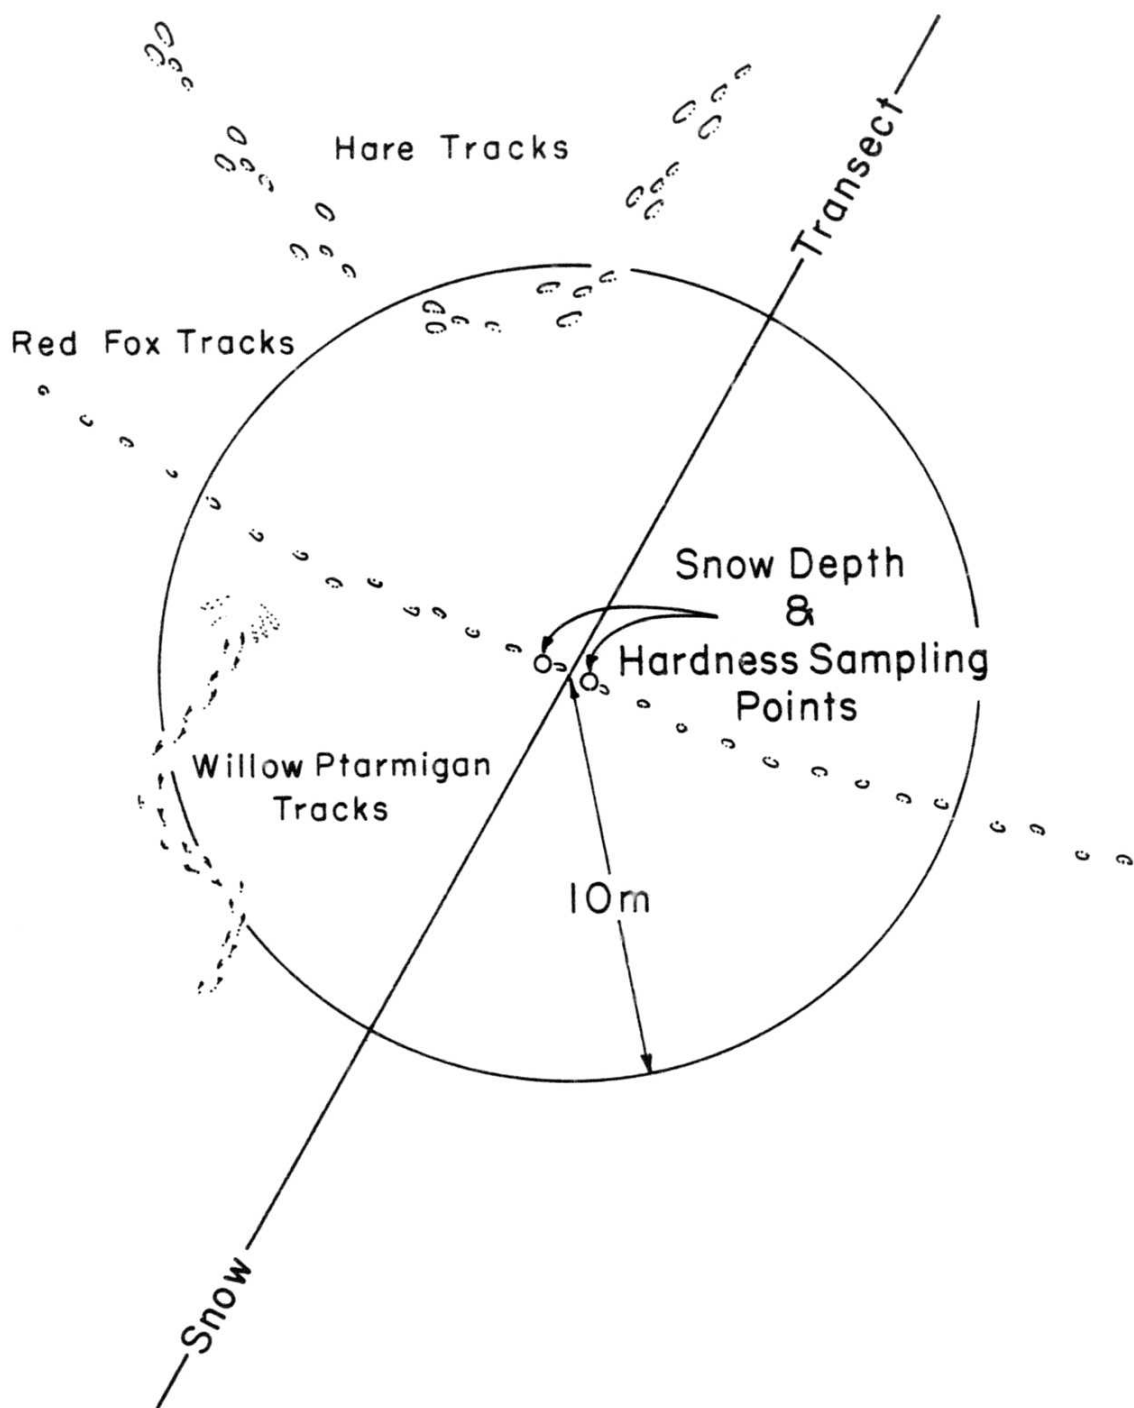 Hare Tracks
Transect
Red Fox Tracks
Snow Depth
&
Hardness Sampling
Points
Willow Ptarmigan
Tracks
10m
Snow